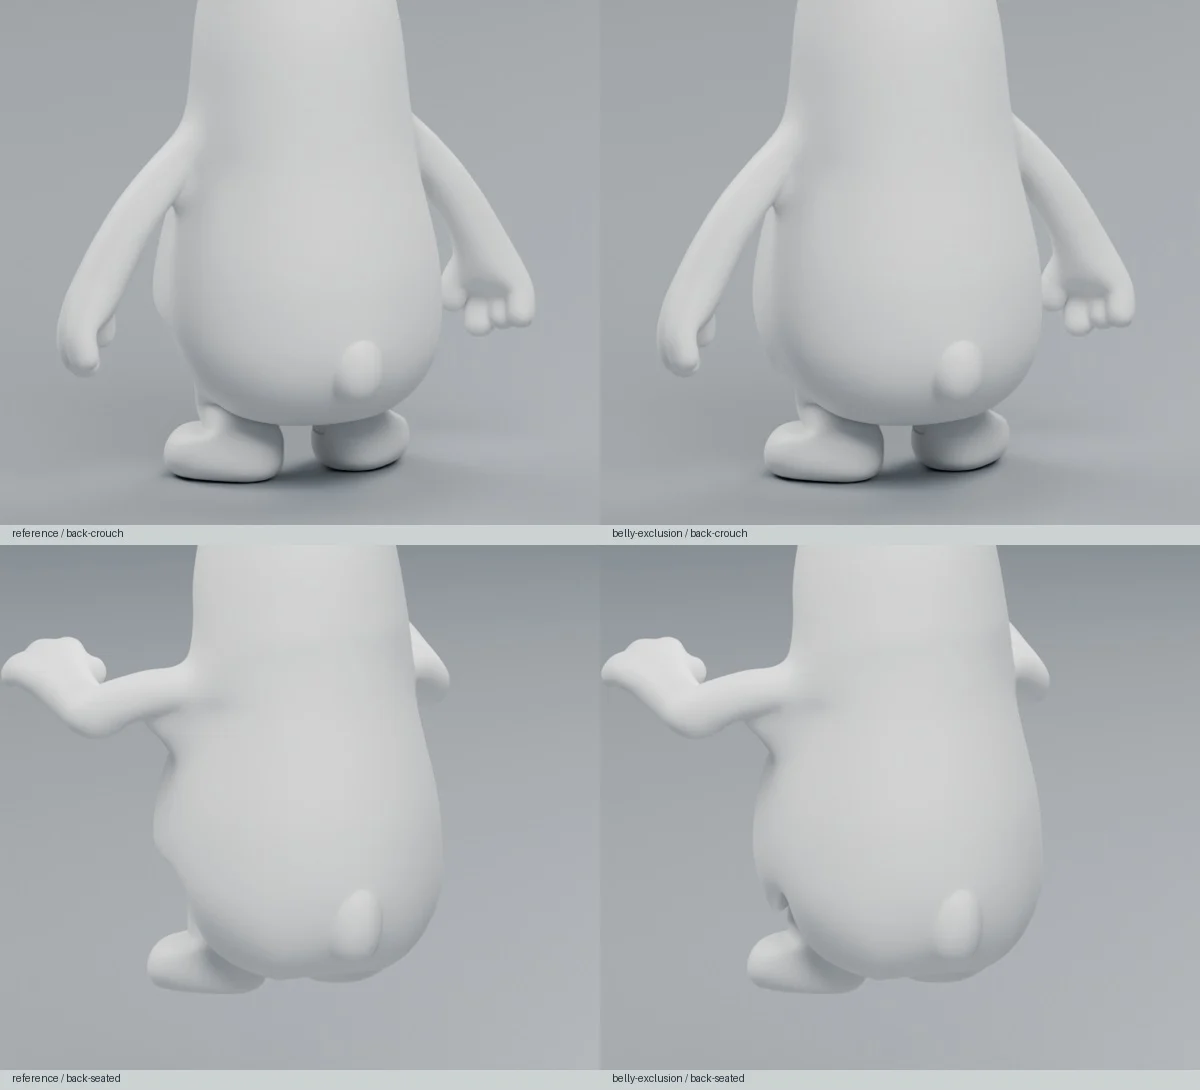 reference / back-crouch
belly-exclusion / back-crouch
reference / back-seated
belly-exclusion / back-seated